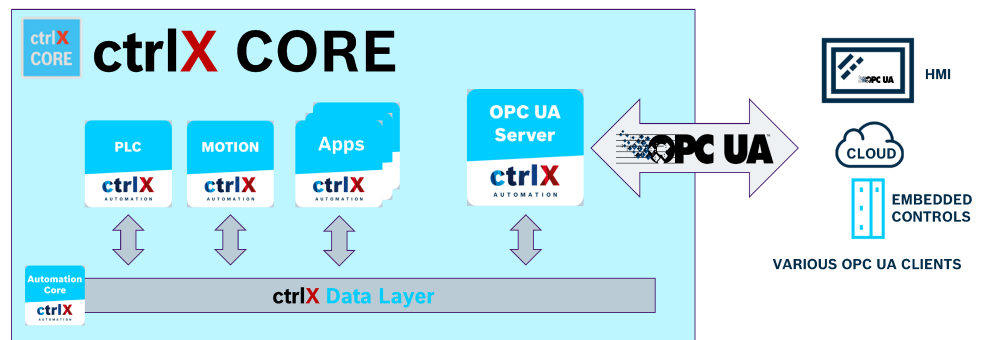 ctrlX
CORE
ctrlX CORE
PLC
ctrlX
AUTOMATION
MOTION
ctrlX
AUTOMATION
Apps
ctrlX
AUTOMATION
OPC UA
Server
ctrlX
AUTOMATION
OPC UA
OPC UA
HMI
CLOUD
EMBEDDED
CONTROLS
VARIOUS OPC UA CLIENTS
Automation
Core
ctrlX
AUTOMATION
ctrlX Data Layer